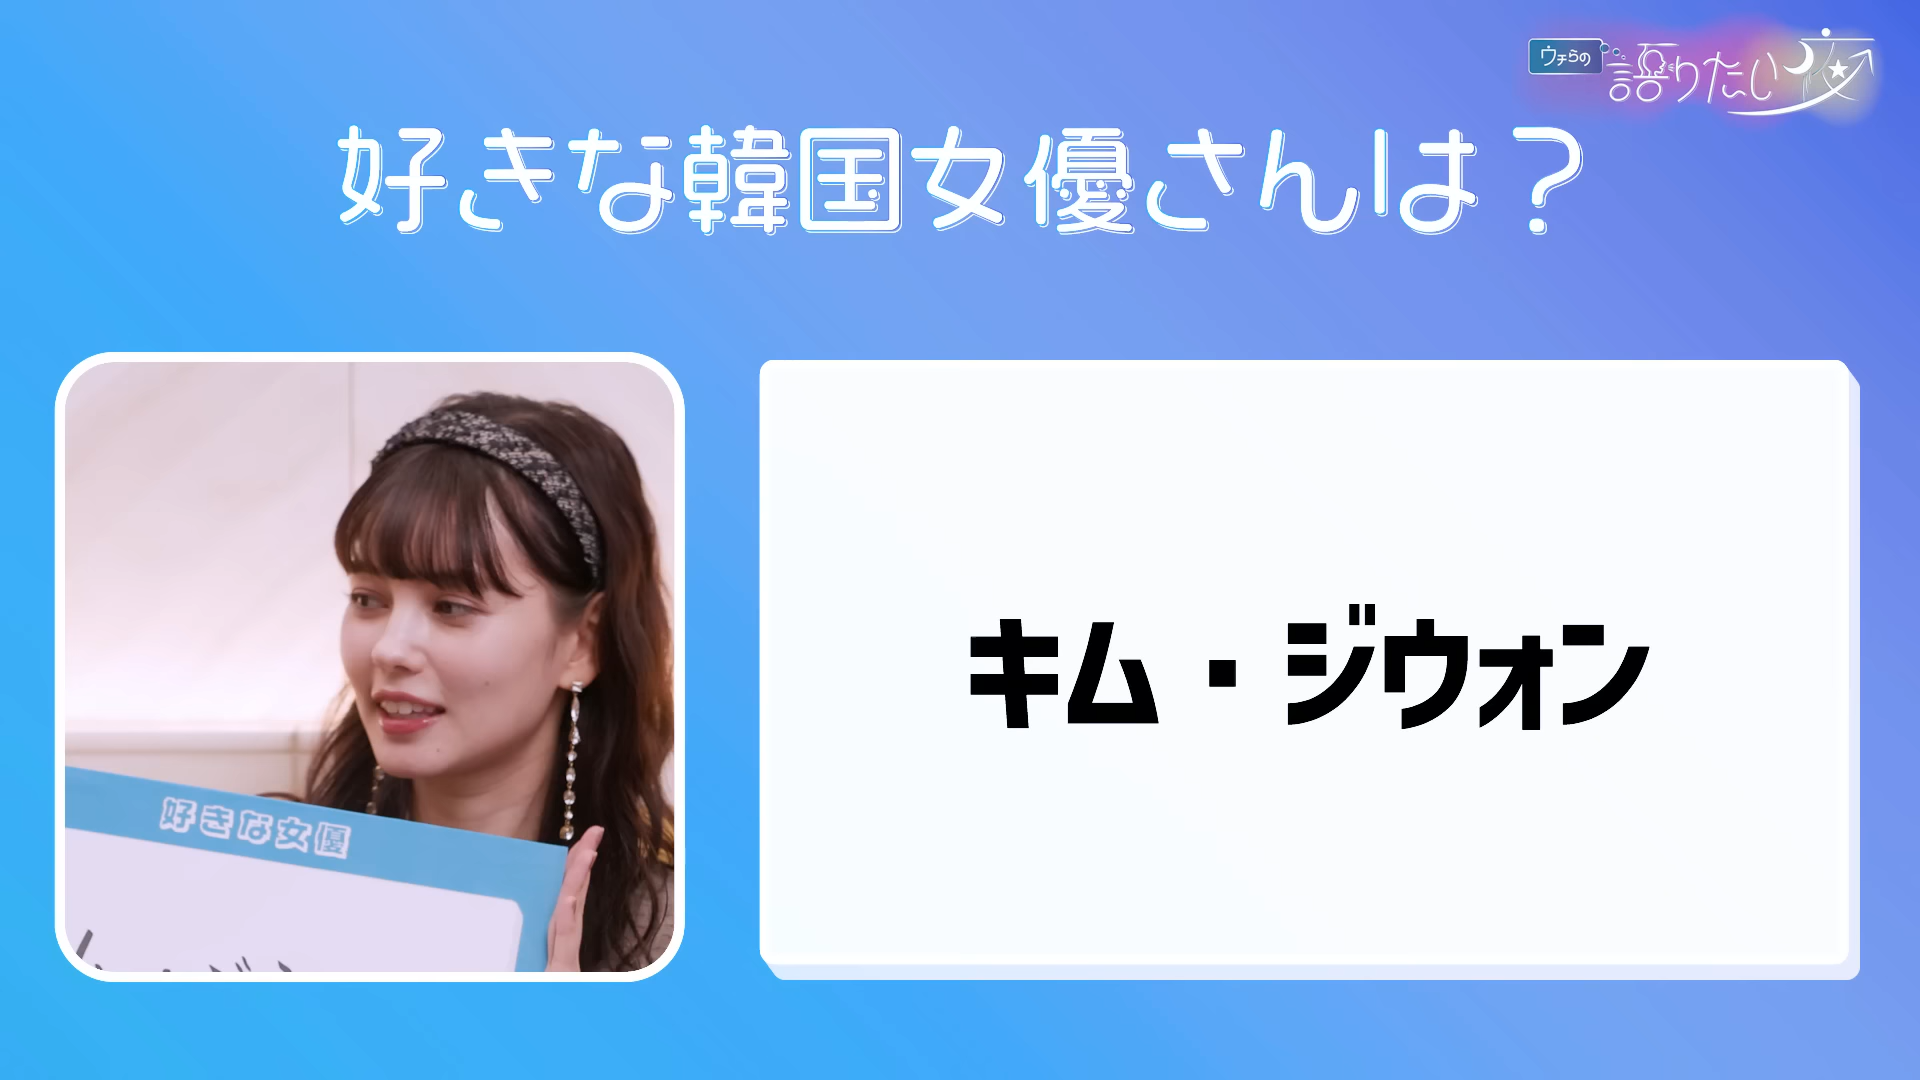 ウチらの
語りたい夜
好きな韓国女優さんは？
好きな女優
キム・ジウォン